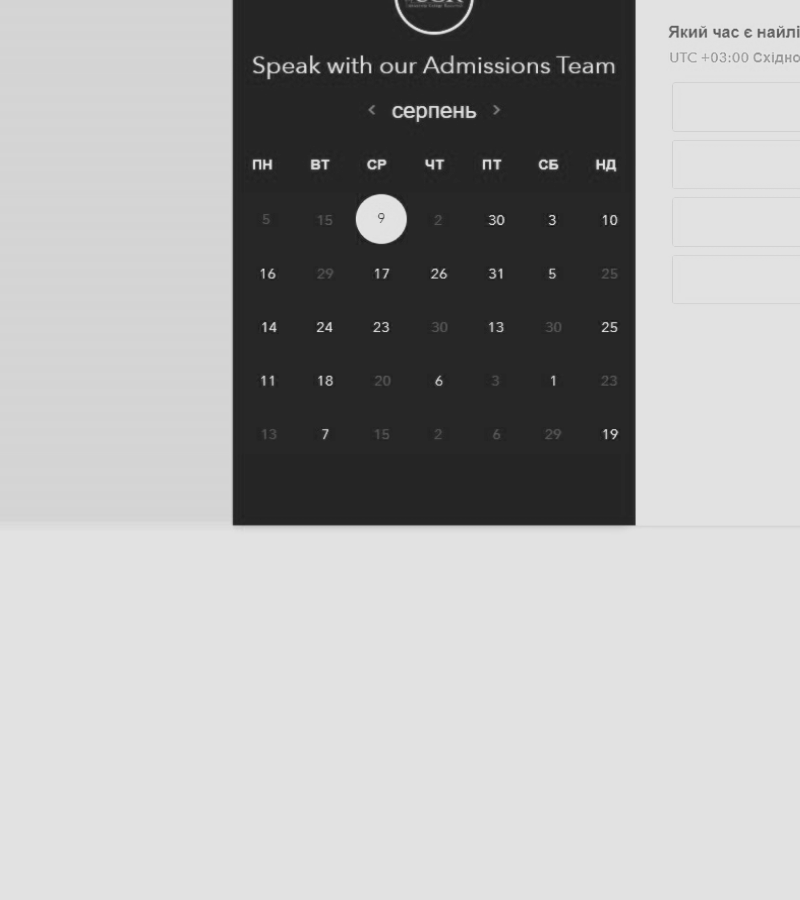 Speak with our Admissions Team
< серпень >
ПН ВТ СР ЧТ ПТ СБ НД
5 15 9 2 30 3 10
16 29 17 26 31 5 25
14 24 23 30 13 30 25
11 18 20 6 3 1 23
13 7 15 2 6 29 19
Який час є найлі
UTC +03:00 Східно